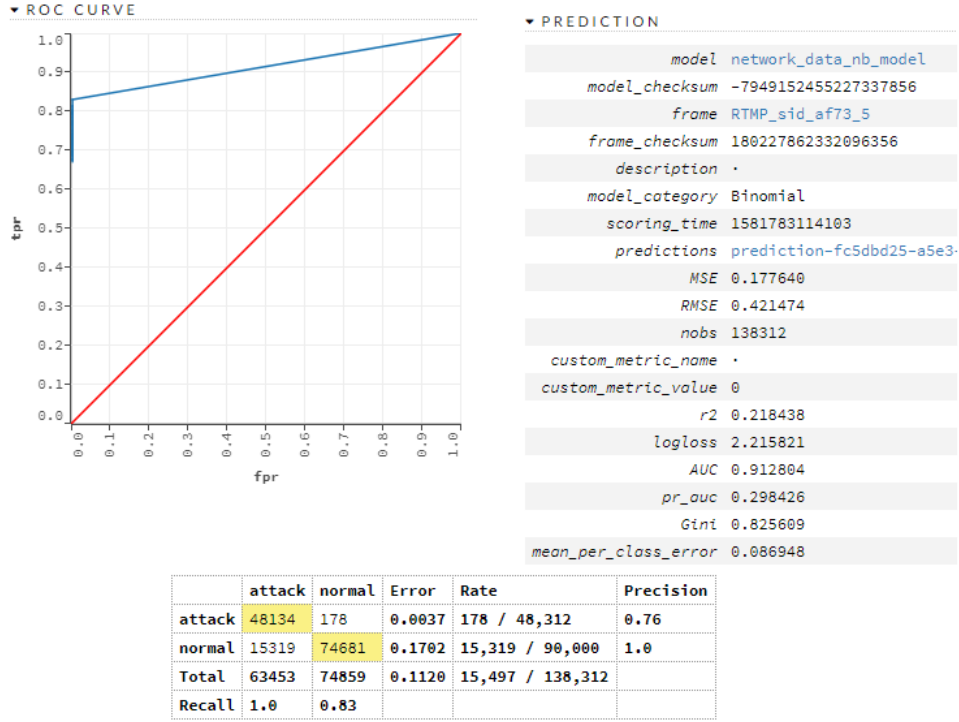 ▾ ROC CURVE
1.0
0.9
0.8
0.7
0.6
0.5
0.4
0.3
0.2
0.1
0.0
tpr
0.0 0.1 0.2 0.3 0.4 0.5 0.6 0.7 0.8 0.9 1.0
fpr
▾ PREDICTION
model network_data_nb_model
model_checksum -7949152455227337856
frame RTMP_sid_af73_5
frame_checksum 180227862332096356
description ·
model_category Binomial
scoring_time 1581783114103
predictions prediction-fc5dbd25-a5e3-
MSE 0.177640
RMSE 0.421474
nobs 138312
custom_metric_name ·
custom_metric_value 0
r2 0.218438
logloss 2.215821
AUC 0.912804
pr_auc 0.298426
Gini 0.825609
mean_per_class_error 0.086948
attack normal Error Rate Precision
attack 48134 178 0.0037 178 / 48,312 0.76
normal 15319 74681 0.1702 15,319 / 90,000 1.0
Total 63453 74859 0.1120 15,497 / 138,312
Recall 1.0 0.83